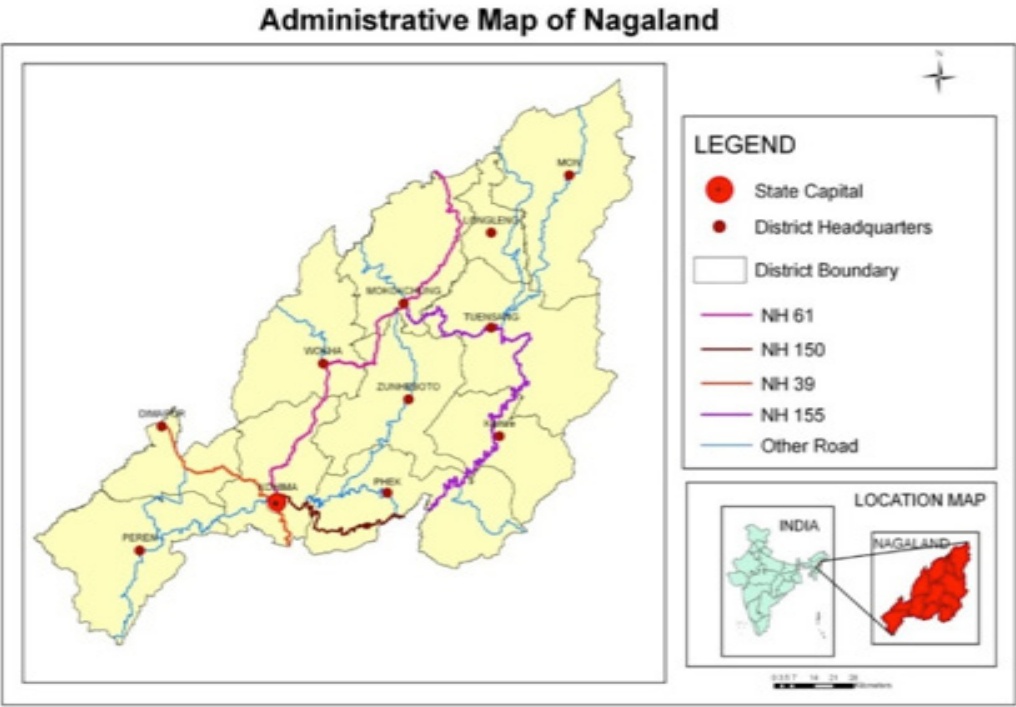 Administrative Map of Nagaland
N
MON
LONGLENG
MOKOKCHUNG
TUENSANG
WOKHA
ZUNHEBOTO
DIMAPUR
KOHIMA
PHEK
PEREN
LEGEND
State Capital
District Headquarters
District Boundary
NH 61
NH 150
NH 39
NH 155
Other Road
LOCATION MAP
INDIA
NAGALAND
Kilometers